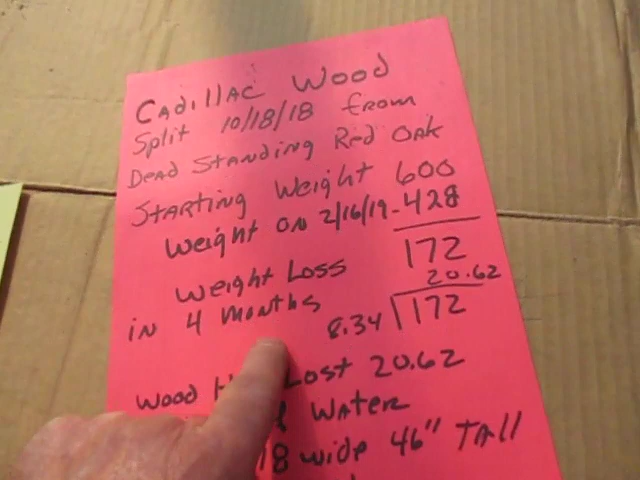 Cadillac Wood
Split 10/18/18 from
Dead Standing Red Oak
Starting Weight 600
Weight on 2/16/19 - 428
172
Weight Loss
20.62
in 4 months 8.34 172
Wood Lost 20.62
Water
18 wide 46" Tall